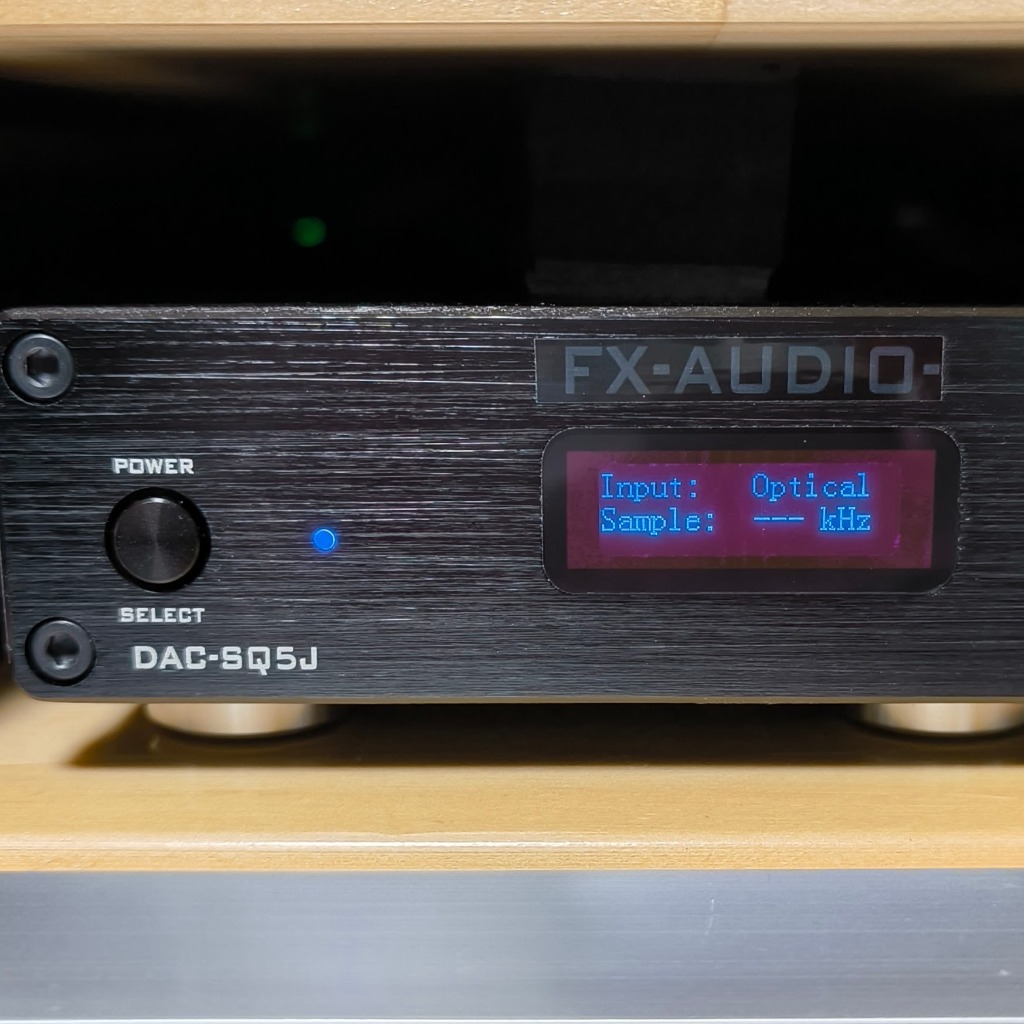 FX-AUDIO-
POWER
Input: Optical
Sample: --- kHz
SELECT
DAC-SQ5J